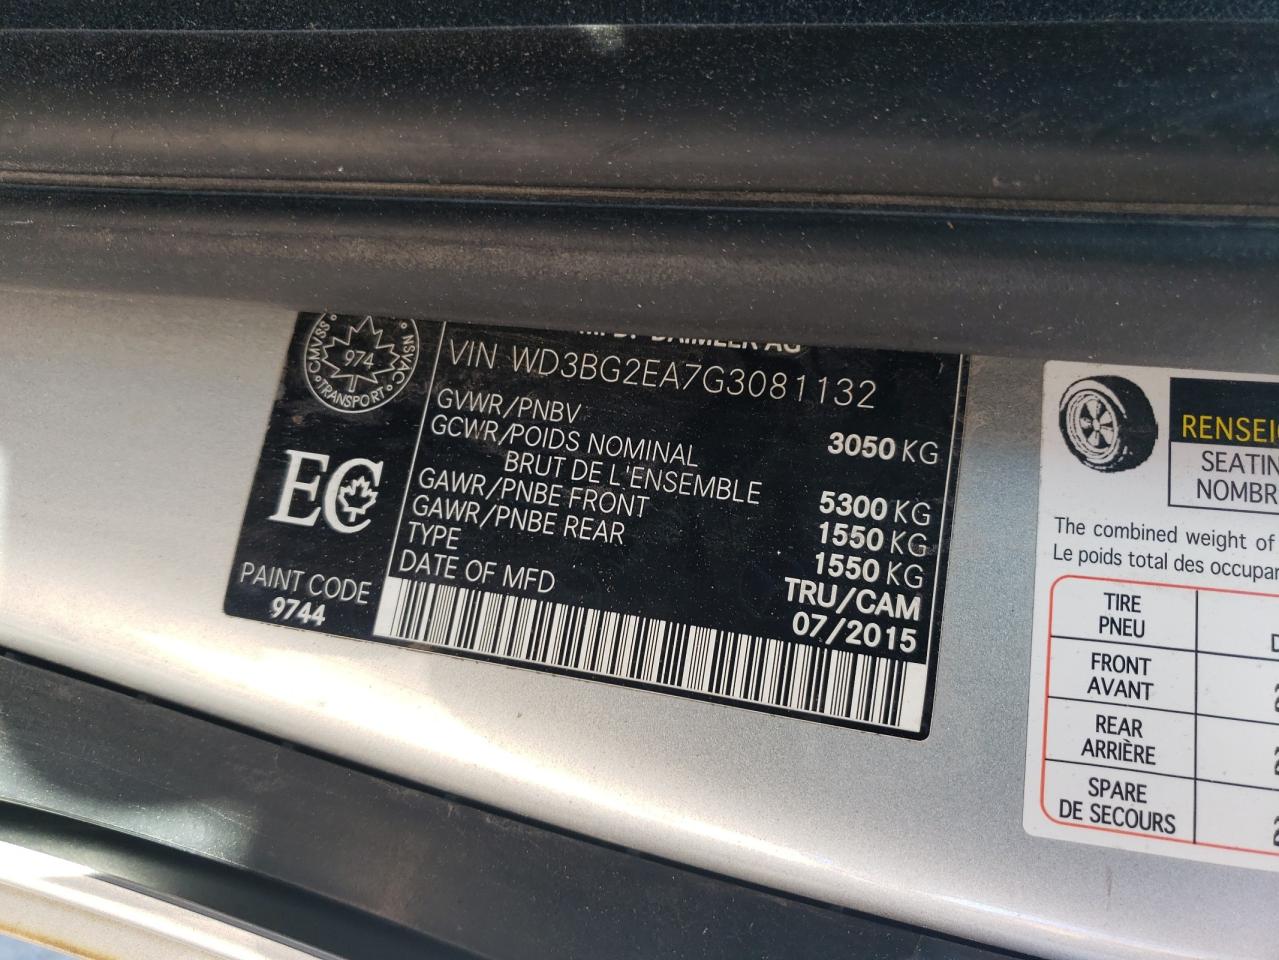 MFD. DAIMLER AG
CMVSS • NSVAC • TRANSPORT •
974
VIN WD3BG2EA7G3081132
GVWR/PNBV 3050 KG
GCWR/POIDS NOMINAL
BRUT DE L'ENSEMBLE 5300 KG
GAWR/PNBE FRONT 1550 KG
GAWR/PNBE REAR 1550 KG
TYPE TRU/CAM
DATE OF MFD 07/2015
EC
PAINT CODE
9744
RENSEI
SEATIN
NOMBR
The combined weight of
Le poids total des occupan
TIRE
PNEU
FRONT
AVANT
REAR
ARRIÈRE
SPARE
DE SECOURS